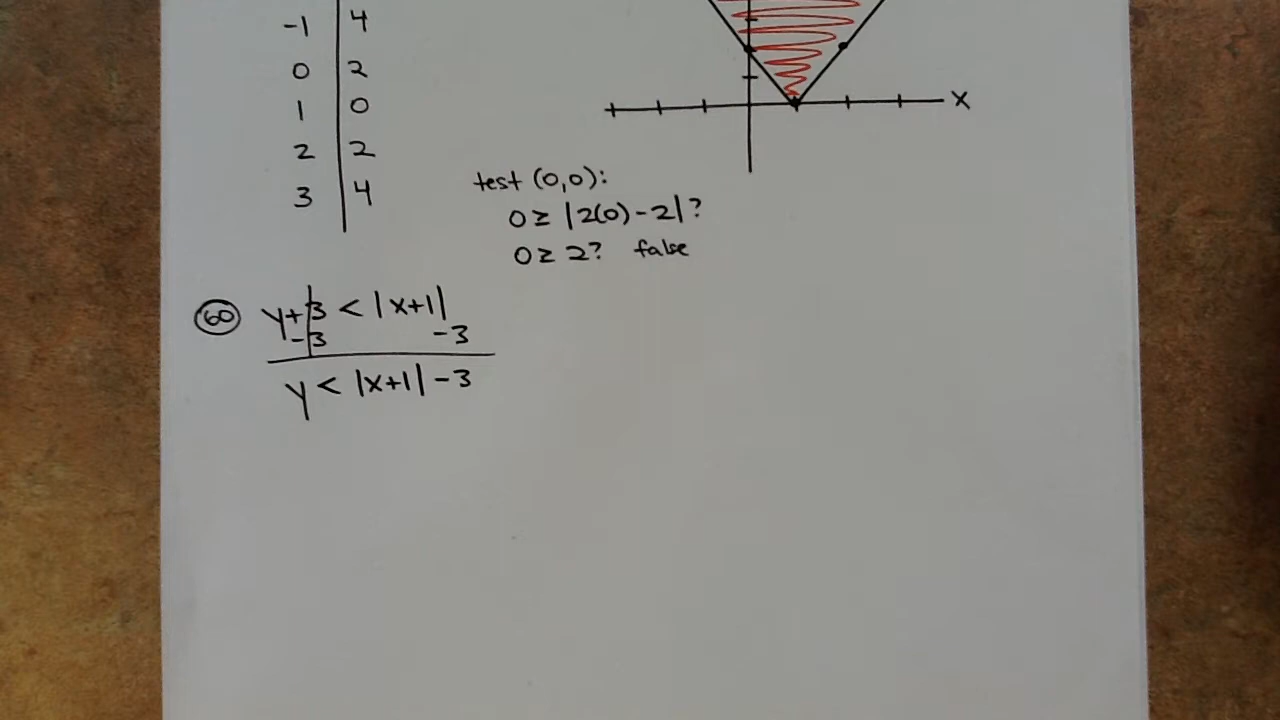 -1 4
0 2
1 0
2 2
3 4
x
test (0,0):
0 ≥ |2(0)-2|?
0 ≥ 2? false
60 y+3 < |x+1|
-3 -3
y < |x+1| -3